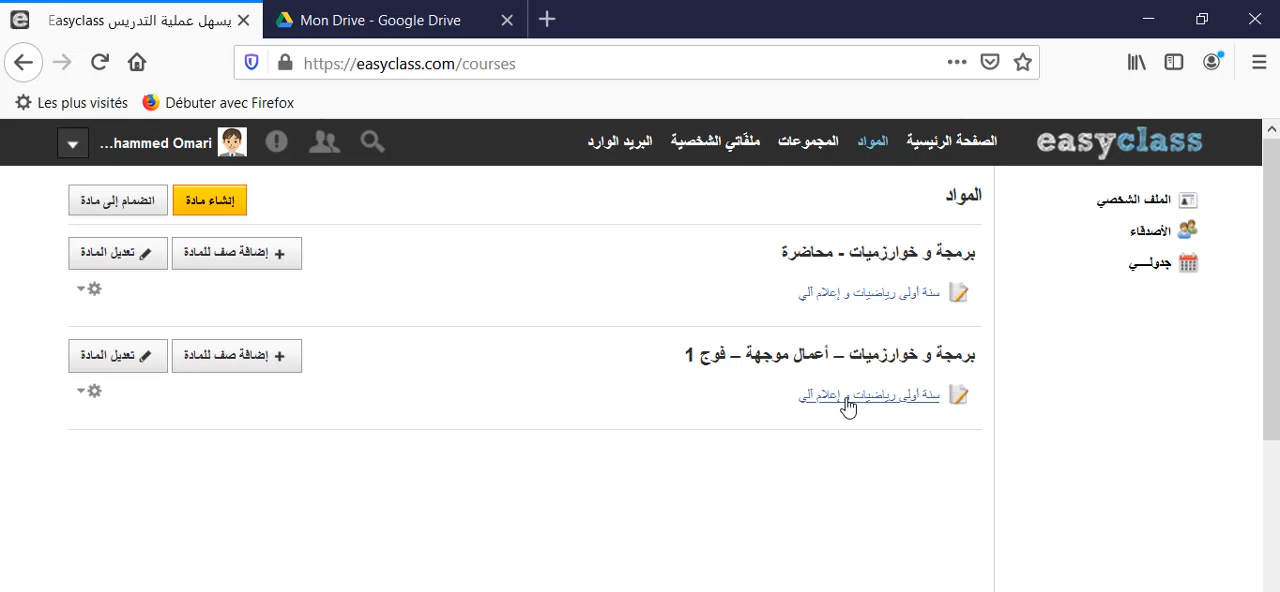 يسهل عملية التدريس Easyclass
Mon Drive - Google Drive
https://easyclass.com/courses
Les plus visités
Débuter avec Firefox
easyclass
الصفحة الرئيسية
المواد
المجموعات
ملفّاتي الشخصية
البريد الوارد
...hammed Omari
الملف الشخصي
الأصدقاء
جدولـــي
المواد
إنشاء مادة
انضمام إلى مادة
برمجة و خوارزميات - محاضرة
+ إضافة صف للمادة
تعديل المادة
سنة أولى رياضيات و إعلام آلي
برمجة و خوارزميات – أعمال موجهة – فوج 1
+ إضافة صف للمادة
تعديل المادة
سنة أولى رياضيات و إعلام آلي